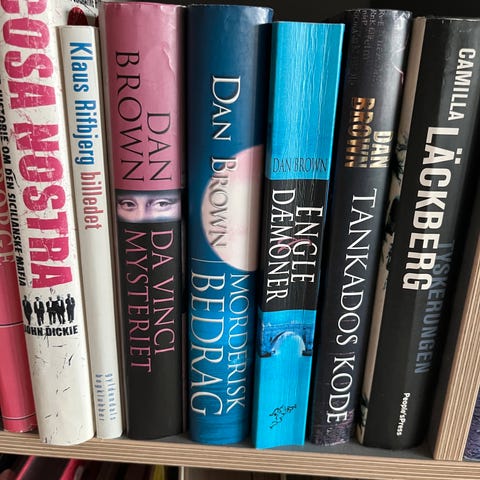 COSA NOSTRA
HISTORIE OM DEN SICILIANSKE MAFIA
JOHN DICKIE
Klaus Rifbjerg billedet
gyldendals
bogklubber
DAN
BROWN
DA VINCI
MYSTERIET
DAN BROWN
MORDERISK
BEDRAG
DAN BROWN
ENGLE
DÆMONER
DAN
BROWN
TANKADOS KODE
CAMILLA
LÄCKBERG
TYSKERUNGEN
People'sPress